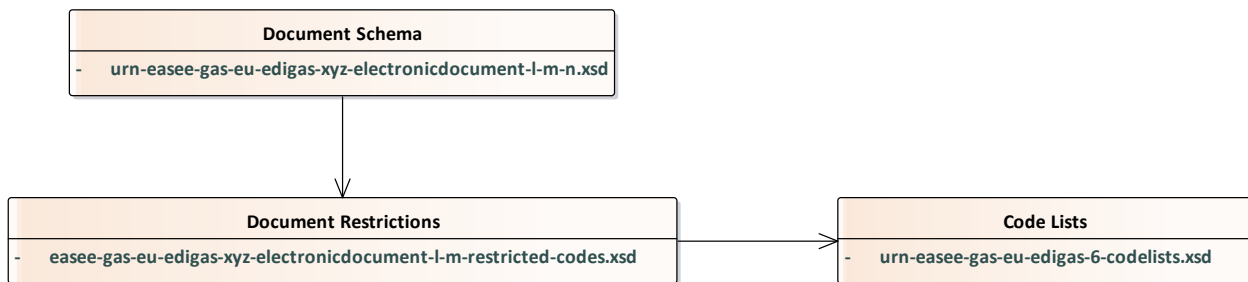 Document Schema
- urn-easee-gas-eu-edigas-xyz-electronicdocument-l-m-n.xsd
Document Restrictions
- easee-gas-eu-edigas-xyz-electronicdocument-l-m-restricted-codes.xsd
Code Lists
- urn-easee-gas-eu-edigas-6-codelists.xsd